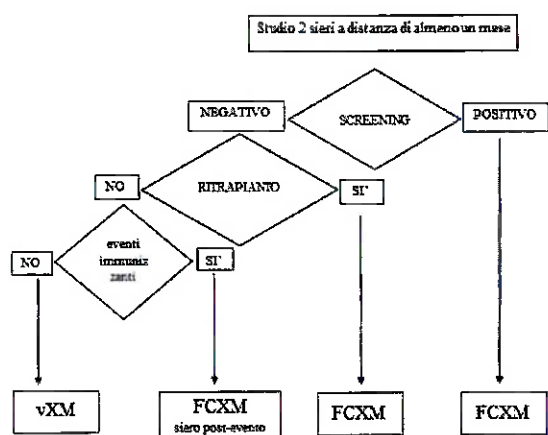 Studio 2 sieri a distanza di almeno un mese
NEGATIVO
SCREENING
POSITIVO
NO
RITRAPIANTO
SI'
NO
eventi
immuniz
zanti
SI'
vXM
FCXM
siero post-evento
FCXM
FCXM